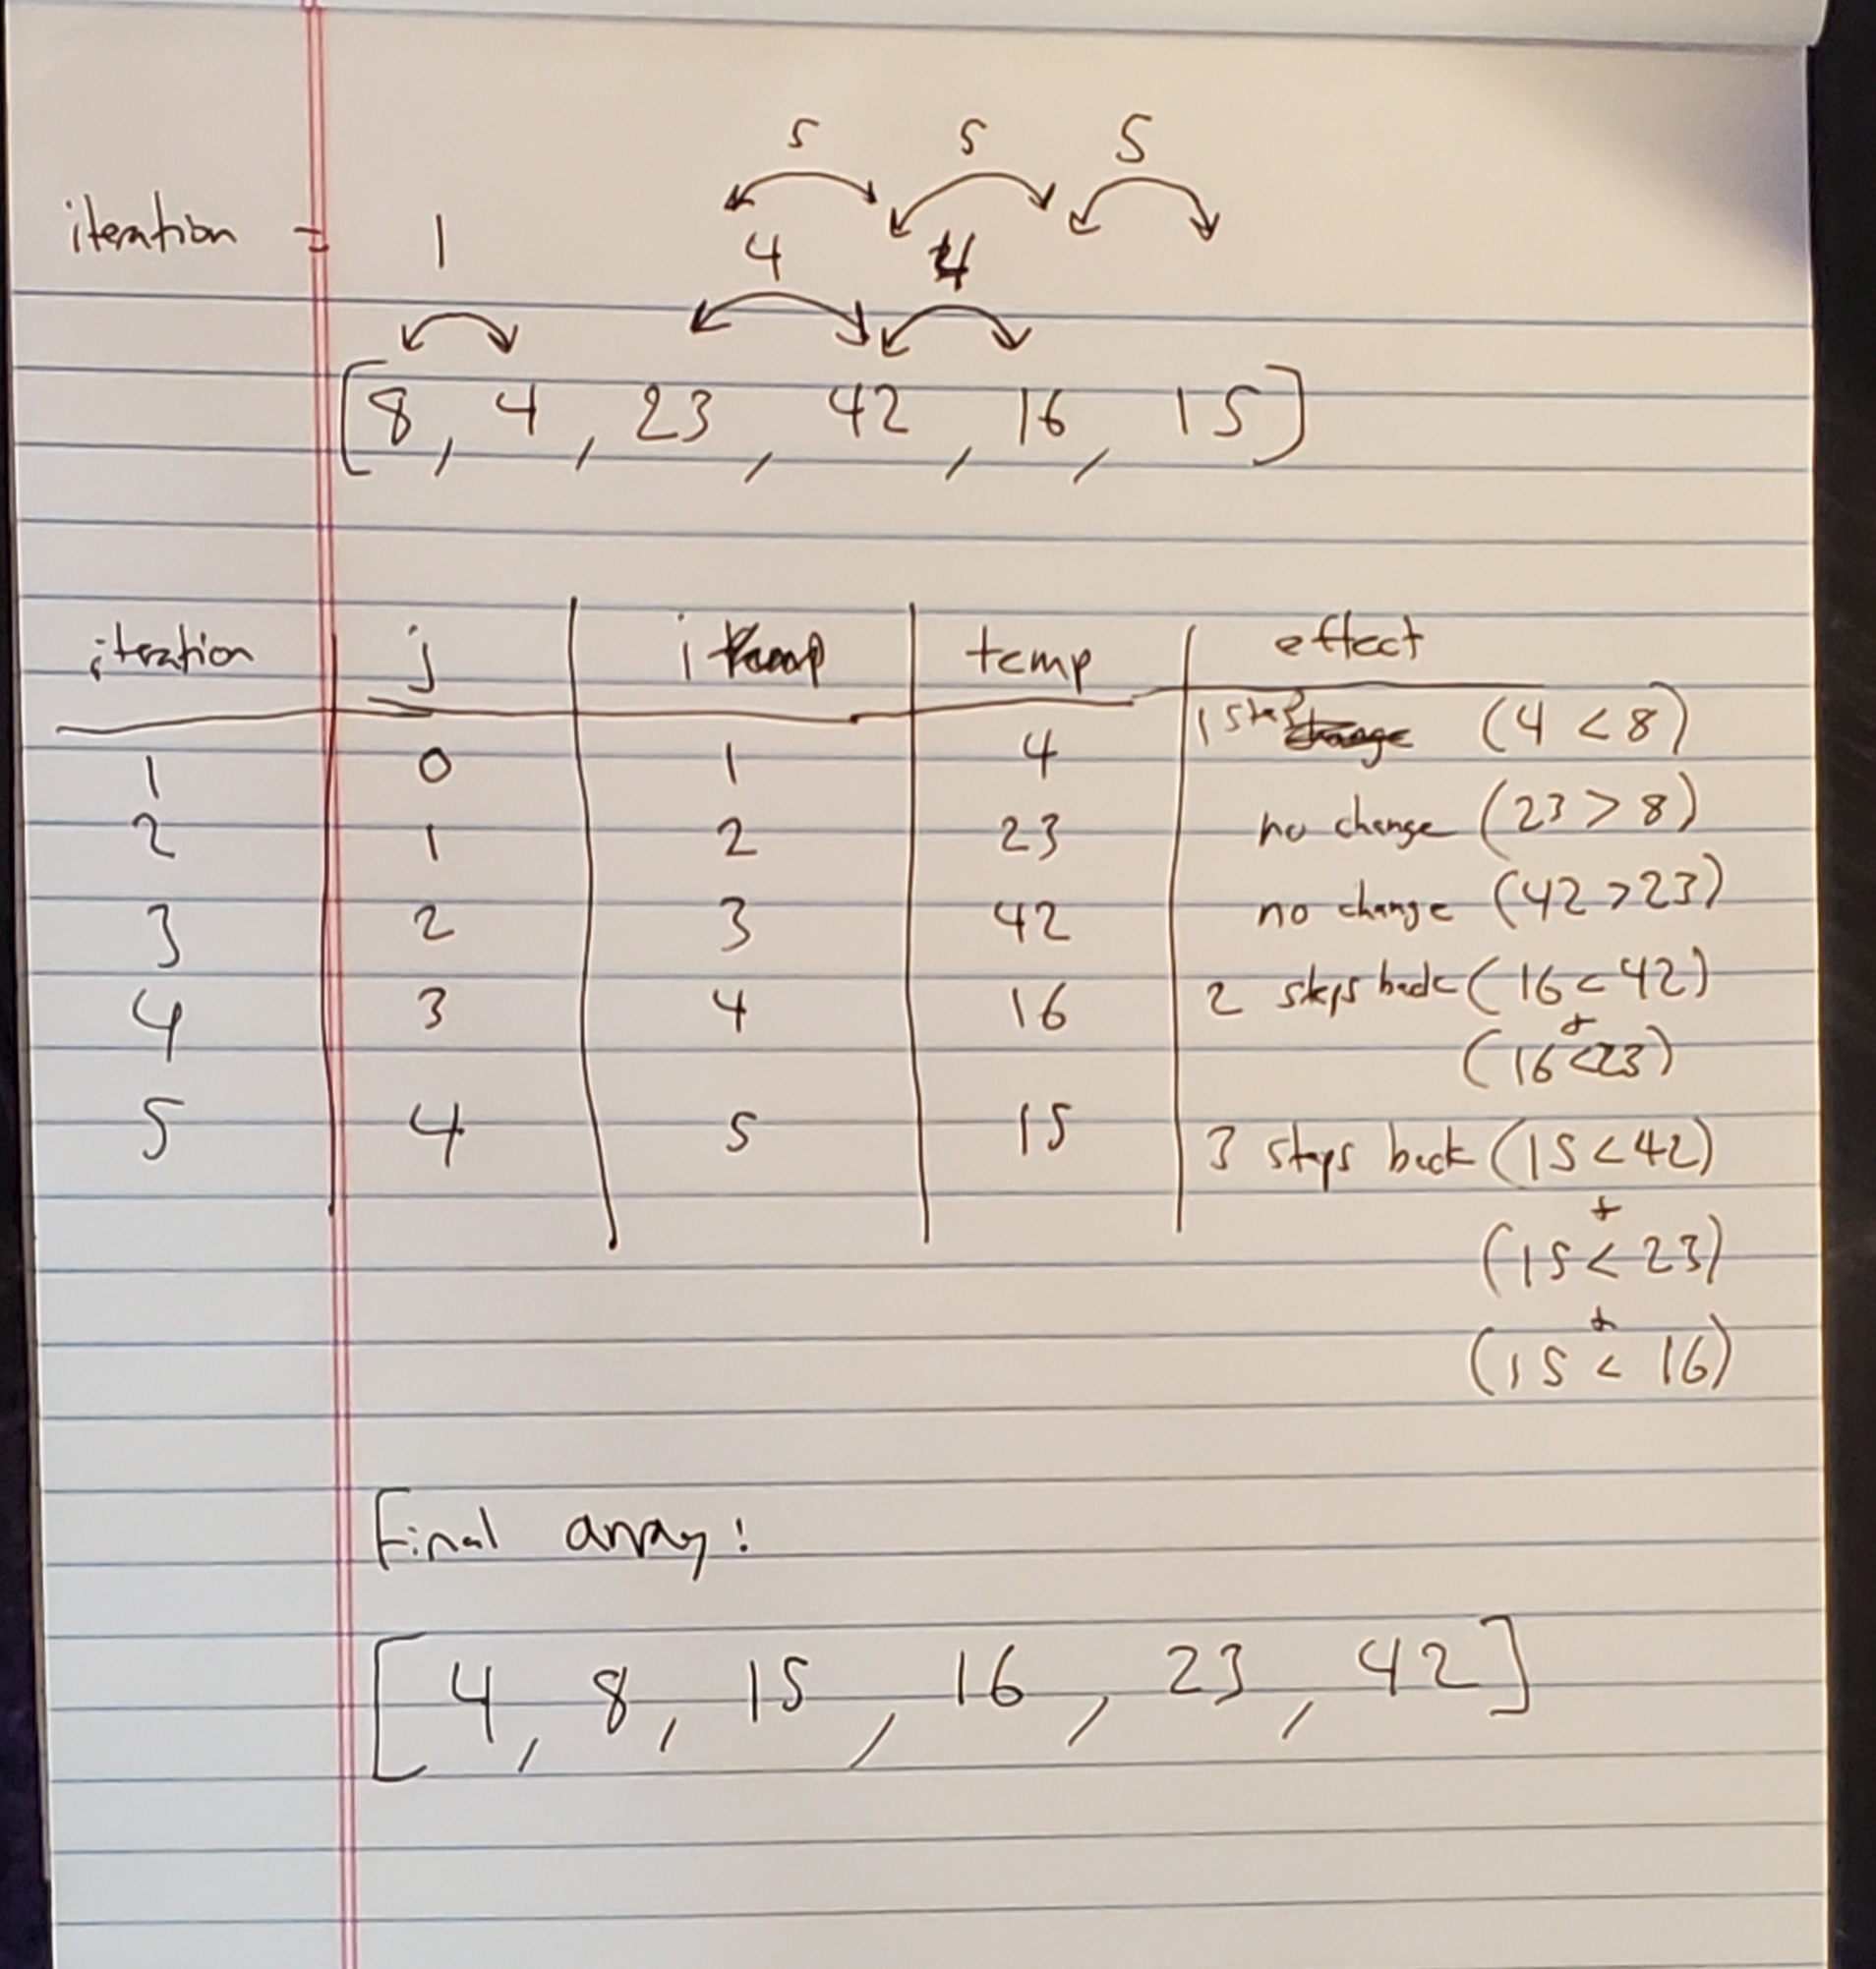 5 5 5
iteration - 1 4 4
[8, 4, 23, 42, 16, 15]
iteration j i temp effect
1 0 1 4 1 step (4 < 8)
2 1 2 23 no change (23 > 8)
3 2 3 42 no change (42 > 23)
4 3 4 16 2 steps back (16 < 42)
+
(16 < 23)
5 4 5 15 3 steps back (15 < 42)
+
(15 < 23)
+
(15 < 16)
Final array:
[4, 8, 15, 16, 23, 42]